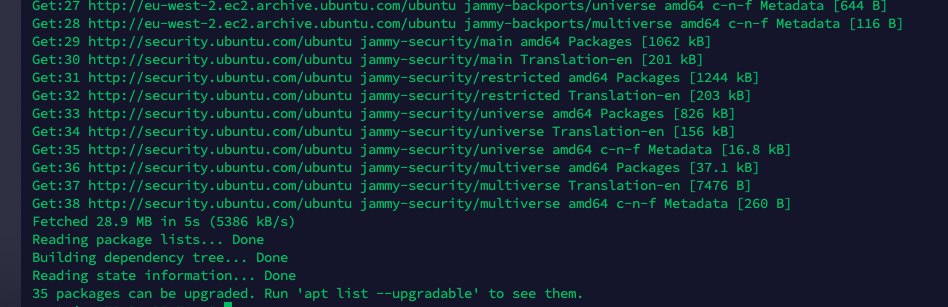 Get:27 http://eu-west-2.ec2.archive.ubuntu.com/ubuntu jammy-backports/universe amd64 c-n-f Metadata [644 B]
Get:28 http://eu-west-2.ec2.archive.ubuntu.com/ubuntu jammy-backports/multiverse amd64 c-n-f Metadata [116 B]
Get:29 http://security.ubuntu.com/ubuntu jammy-security/main amd64 Packages [1062 kB]
Get:30 http://security.ubuntu.com/ubuntu jammy-security/main Translation-en [201 kB]
Get:31 http://security.ubuntu.com/ubuntu jammy-security/restricted amd64 Packages [1244 kB]
Get:32 http://security.ubuntu.com/ubuntu jammy-security/restricted Translation-en [203 kB]
Get:33 http://security.ubuntu.com/ubuntu jammy-security/universe amd64 Packages [826 kB]
Get:34 http://security.ubuntu.com/ubuntu jammy-security/universe Translation-en [156 kB]
Get:35 http://security.ubuntu.com/ubuntu jammy-security/universe amd64 c-n-f Metadata [16.8 kB]
Get:36 http://security.ubuntu.com/ubuntu jammy-security/multiverse amd64 Packages [37.1 kB]
Get:37 http://security.ubuntu.com/ubuntu jammy-security/multiverse Translation-en [7476 B]
Get:38 http://security.ubuntu.com/ubuntu jammy-security/multiverse amd64 c-n-f Metadata [260 B]
Fetched 28.9 MB in 5s (5386 kB/s)
Reading package lists... Done
Building dependency tree... Done
Reading state information... Done
35 packages can be upgraded. Run 'apt list --upgradable' to see them.